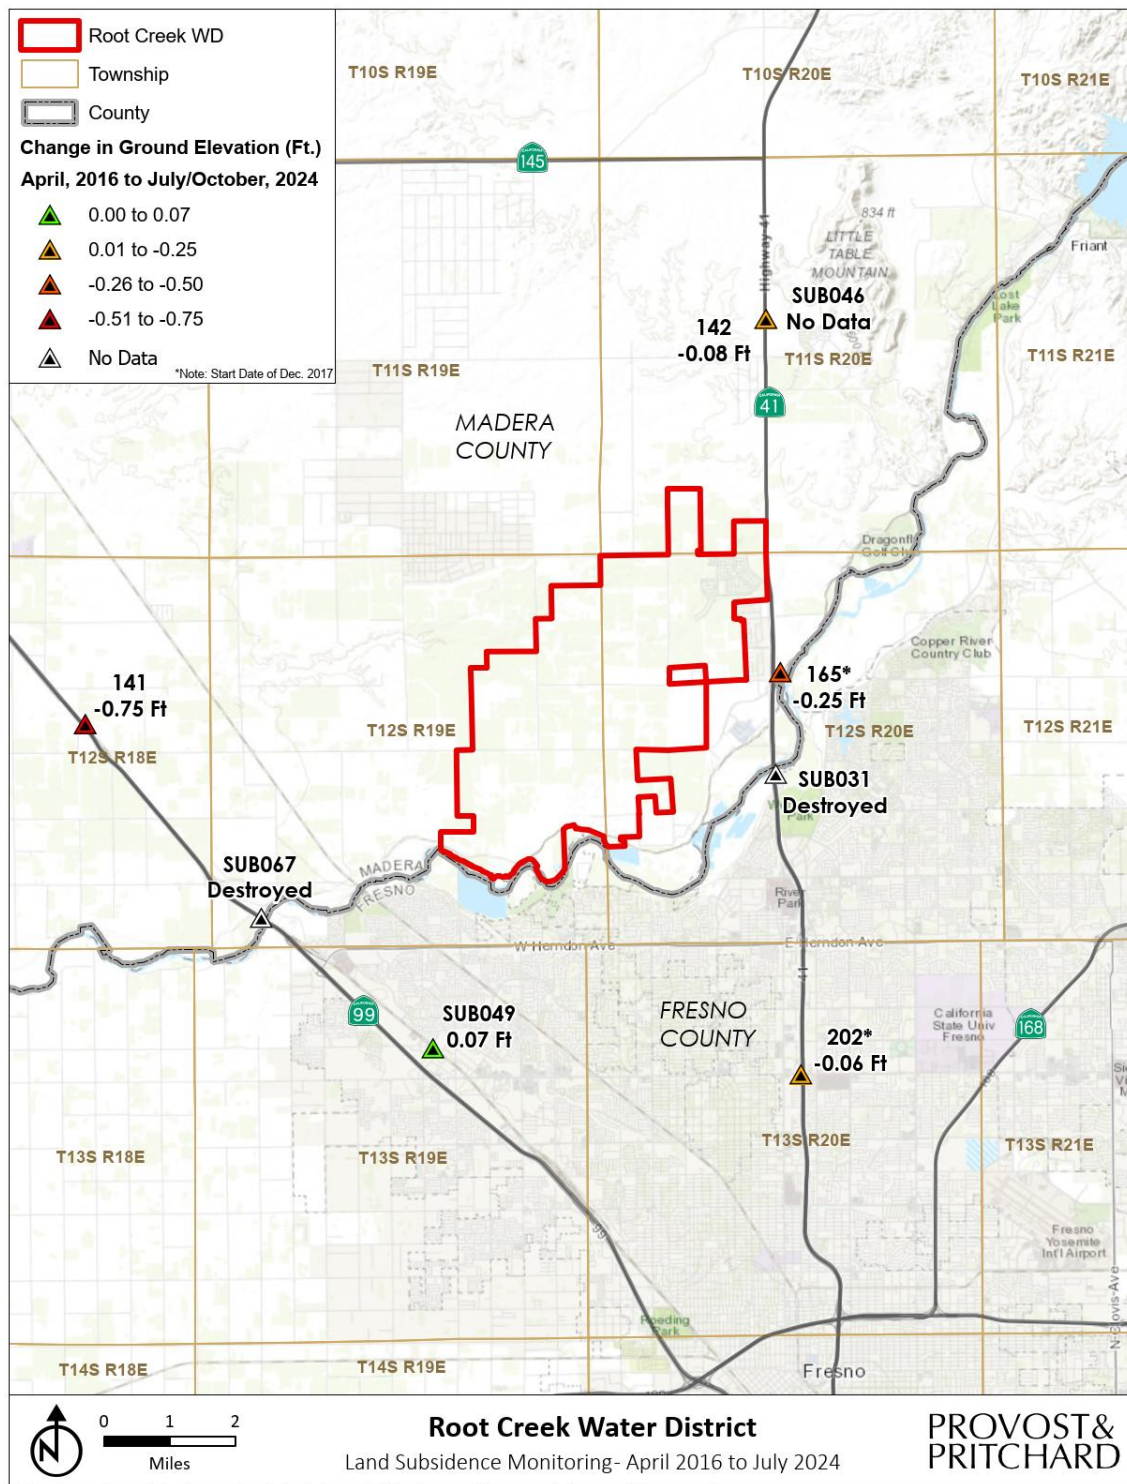 Root Creek WD
Township
County
Change in Ground Elevation (Ft.)
April, 2016 to July/October, 2024
0.00 to 0.07
0.01 to -0.25
-0.26 to -0.50
-0.51 to -0.75
No Data
*Note: Start Date of Dec. 2017
T10S R19E
T10S R20E
T10S R21E
145
Highway 41
834 ft
LITTLE
TABLE
MOUNTAIN
Friant
Lost
Lake
Park
SUB046
No Data
142
-0.08 Ft
T11S R19E
T11S R20E
T11S R21E
41
MADERA
COUNTY
Golf Club
Copper River
Country Club
141
-0.75 Ft
165*
-0.25 Ft
T12S R18E
T12S R19E
T12S R20E
T12S R21E
SUB031
Destroyed
Park
SUB067
Destroyed
MADERA
FRESNO
River
Park
W Herndon Ave
E Herndon Ave
41
99
SUB049
0.07 Ft
FRESNO
COUNTY
California
State Univ
Fresno
168
202*
-0.06 Ft
T13S R18E
T13S R19E
T13S R20E
T13S R21E
99
Fresno
Yosemite
Int'l Airport
N Clovis Ave
Roeding
Park
T14S R18E
T14S R19E
Fresno
N
0 1 2
Miles
Root Creek Water District
Land Subsidence Monitoring- April 2016 to July 2024
PROVOST&
PRITCHARD